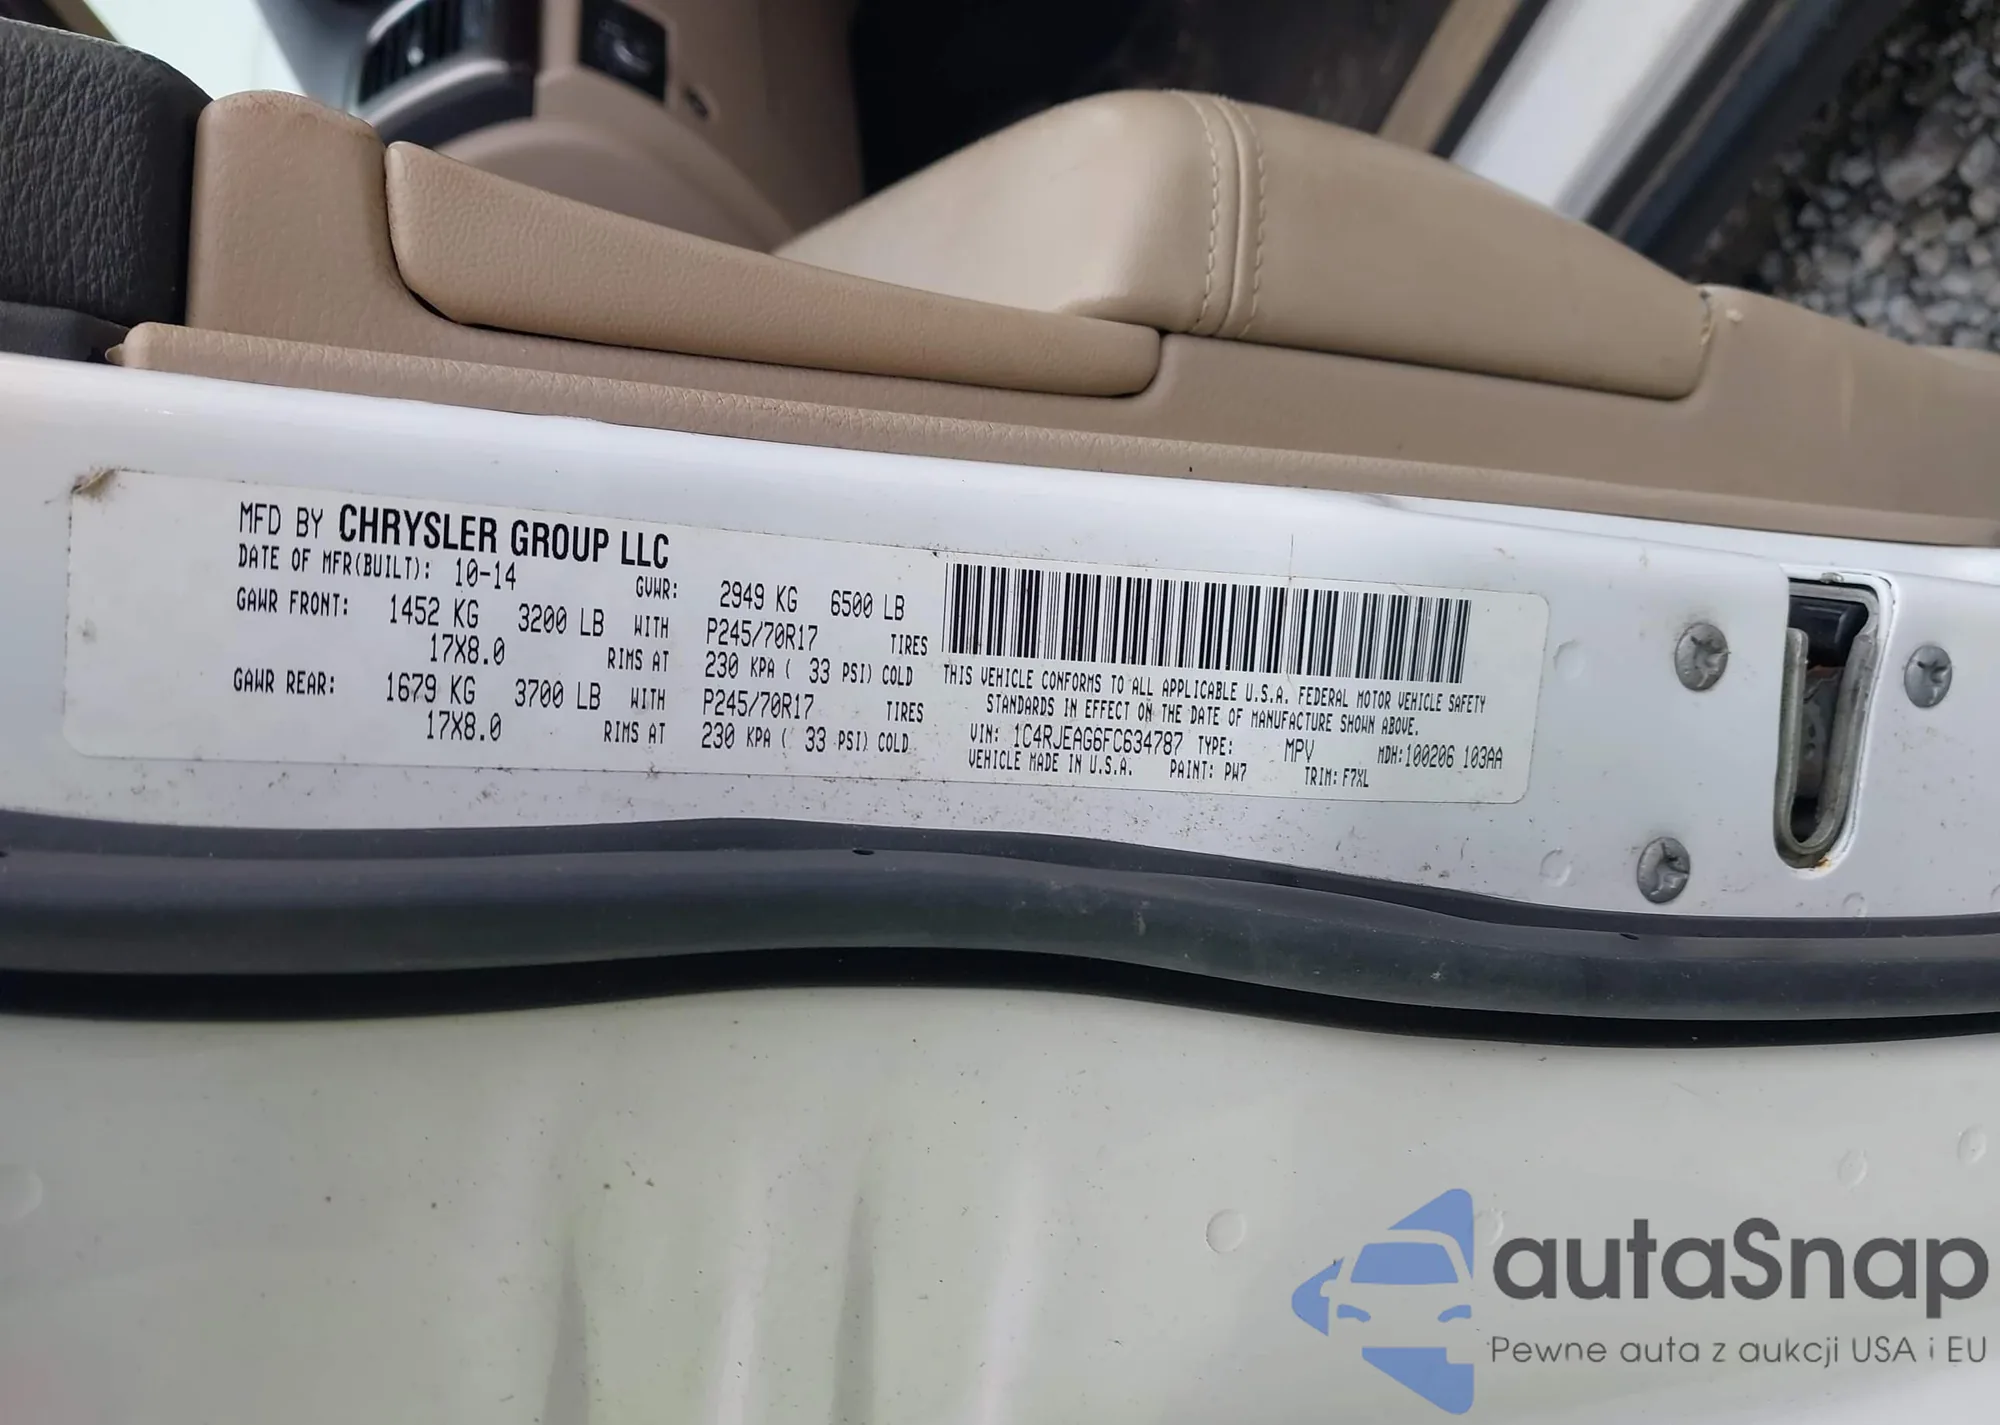 MFD BY CHRYSLER GROUP LLC
DATE OF MFR(BUILT): 10-14 GVWR: 2949 KG 6500 LB
GAWR FRONT: 1452 KG 3200 LB WITH P245/70R17 TIRES
17X8.0 RIMS AT 230 KPA ( 33 PSI) COLD
GAWR REAR: 1679 KG 3700 LB WITH P245/70R17 TIRES
17X8.0 RIMS AT 230 KPA ( 33 PSI) COLD
THIS VEHICLE CONFORMS TO ALL APPLICABLE U.S.A. FEDERAL MOTOR VEHICLE SAFETY
STANDARDS IN EFFECT ON THE DATE OF MANUFACTURE SHOWN ABOVE.
VIN: 1C4RJEAG6FC634787 TYPE: MPV MDH:100206 103AA
VEHICLE MADE IN U.S.A. PAINT: PW7 TRIM: F7XL
autaSnap
Pewne auta z aukcji USA i EU